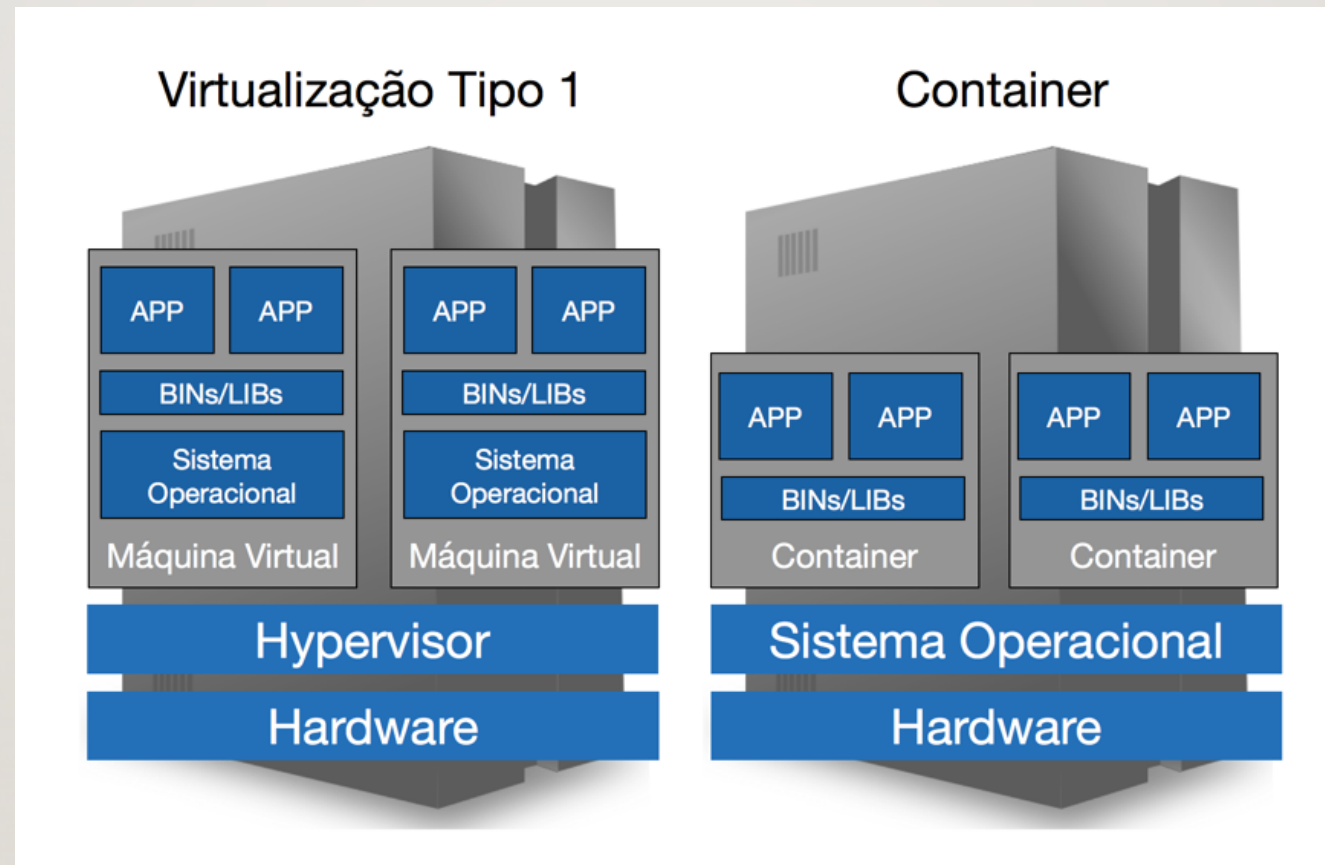 Virtualização Tipo 1
APP
APP
BINs/LIBs
Sistema
Operacional
Máquina Virtual
APP
APP
BINs/LIBs
Sistema
Operacional
Máquina Virtual
Hypervisor
Hardware
Container
APP
APP
BINs/LIBs
Container
APP
APP
BINs/LIBs
Container
Sistema Operacional
Hardware